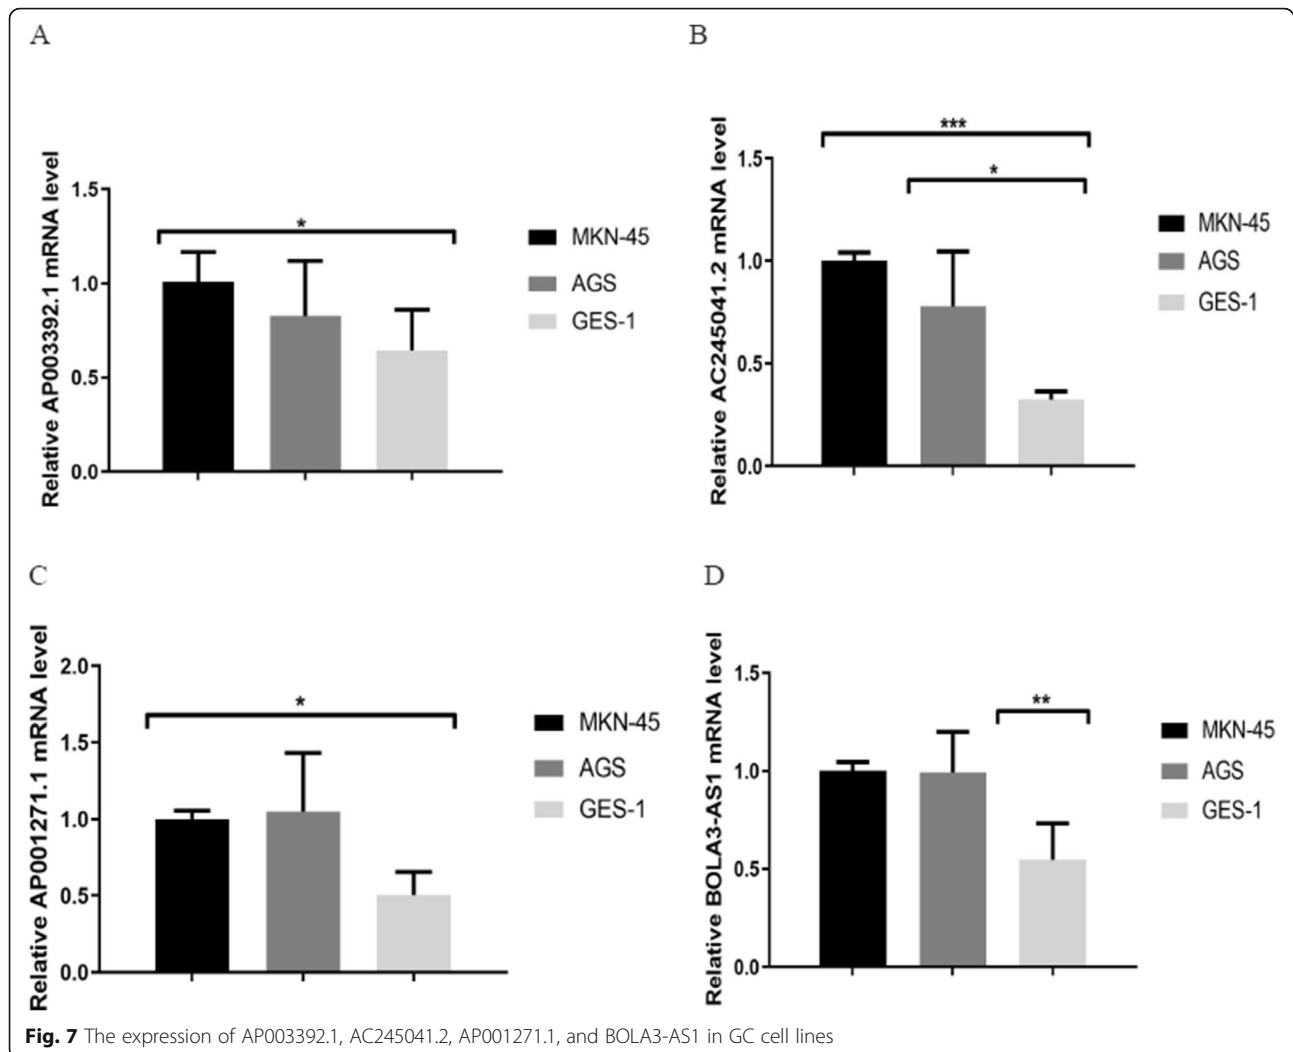 A
Relative AP003392.1 mRNA level
1.5
1.0
0.5
0.0
*
MKN-45
AGS
GES-1
B
Relative AC245041.2 mRNA level
1.5
1.0
0.5
0.0
***
*
MKN-45
AGS
GES-1
C
Relative AP001271.1 mRNA level
2.0
1.5
1.0
0.5
0.0
*
MKN-45
AGS
GES-1
D
Relative BOLA3-AS1 mRNA level
1.5
1.0
0.5
0.0
**
MKN-45
AGS
GES-1
Fig. 7 The expression of AP003392.1, AC245041.2, AP001271.1, and BOLA3-AS1 in GC cell lines